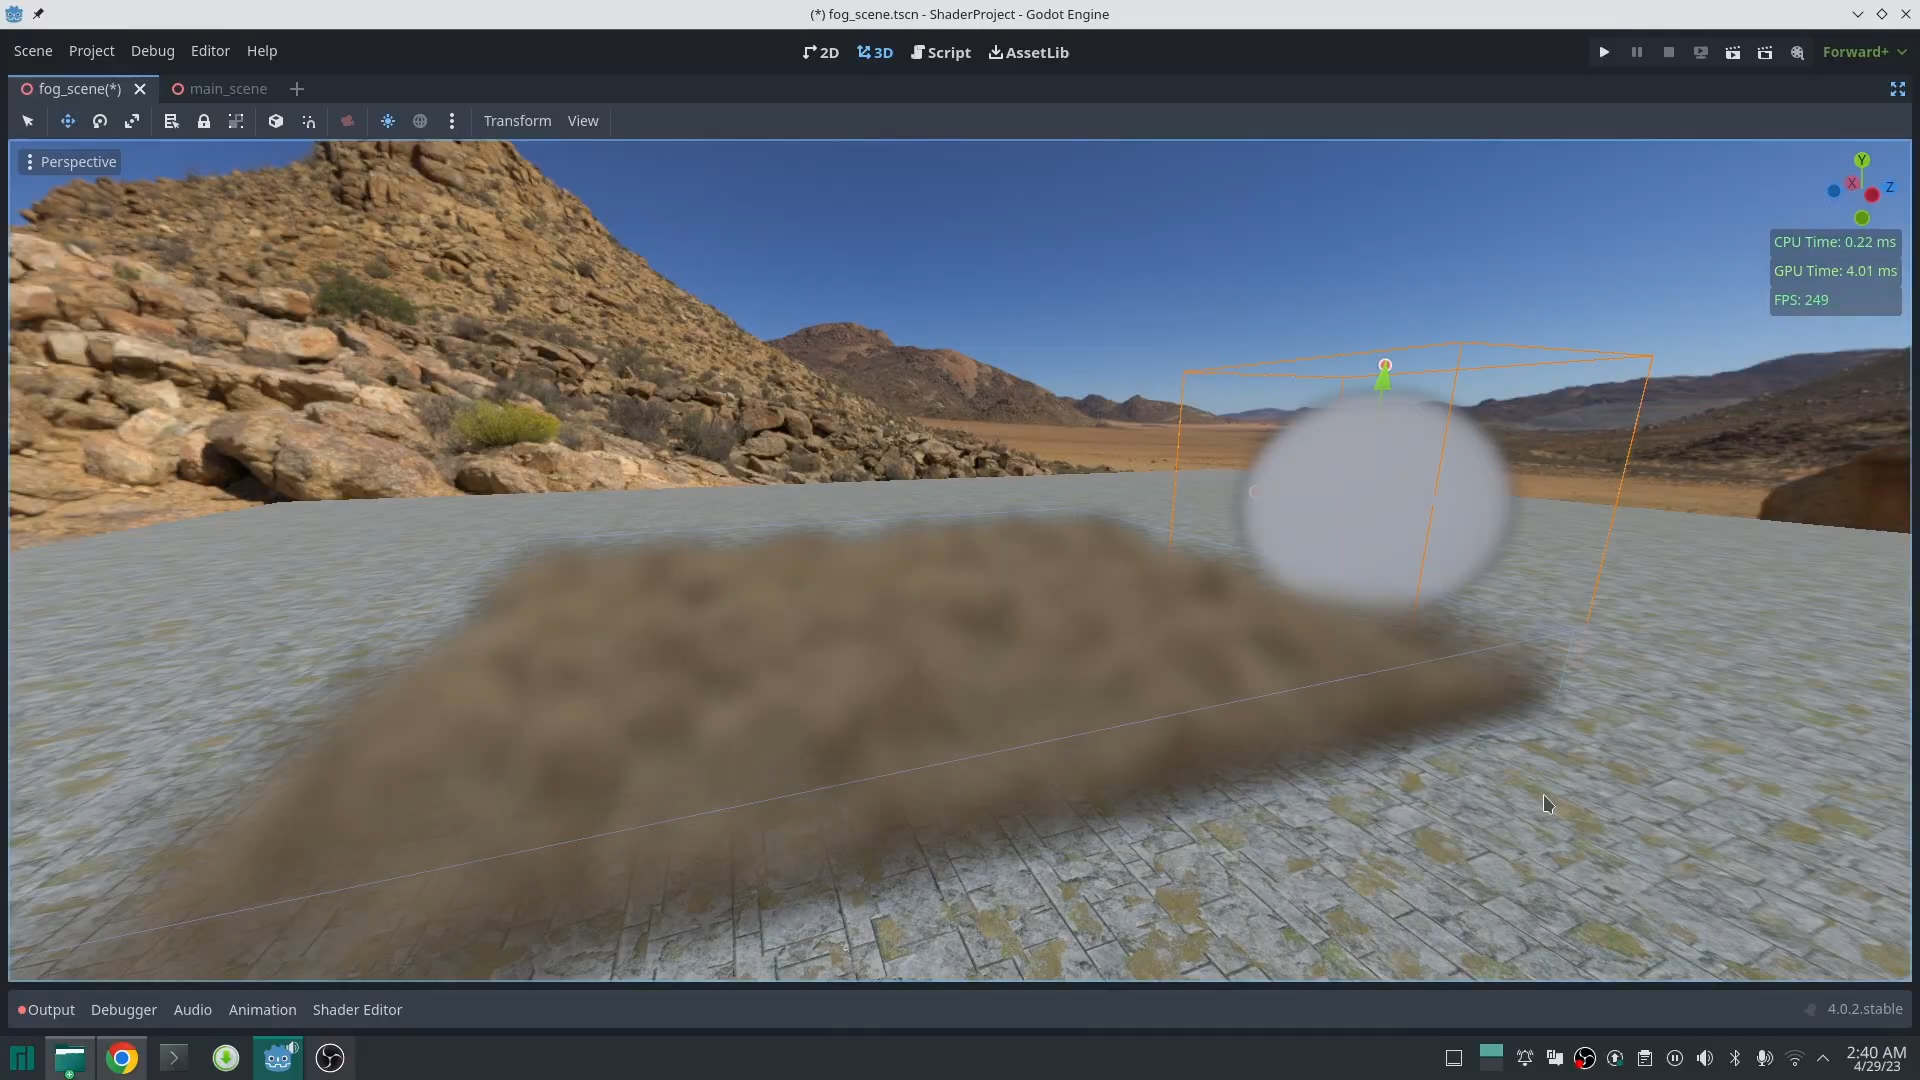 (*) fog_scene.tscn - ShaderProject - Godot Engine
Scene Project Debug Editor Help
2D 3D Script AssetLib
Forward+
fog_scene(*) main_scene
Transform View
Perspective
Y
X
Z
CPU Time: 0.22 ms
GPU Time: 4.01 ms
FPS: 249
Output Debugger Audio Animation Shader Editor
4.0.2.stable
2:40 AM
4/29/23